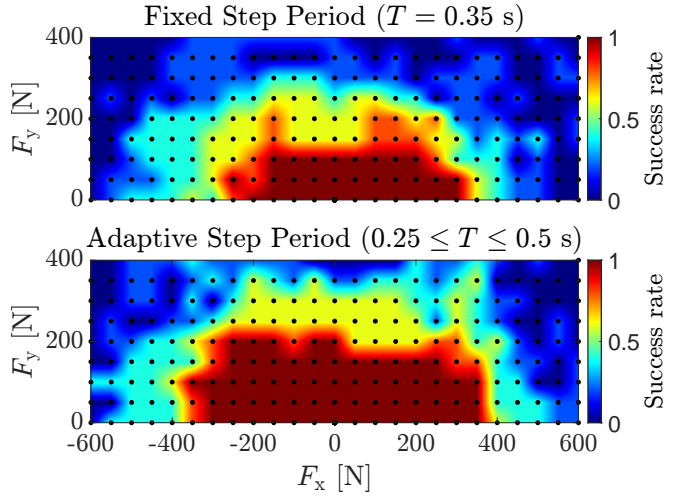 Fixed Step Period (T = 0.35 s)
400
200
0
F_y [N]
1
0.5
0
Success rate
Adaptive Step Period (0.25 ≤ T ≤ 0.5 s)
400
200
0
F_y [N]
1
0.5
0
Success rate
-600 -400 -200 0 200 400 600
F_x [N]